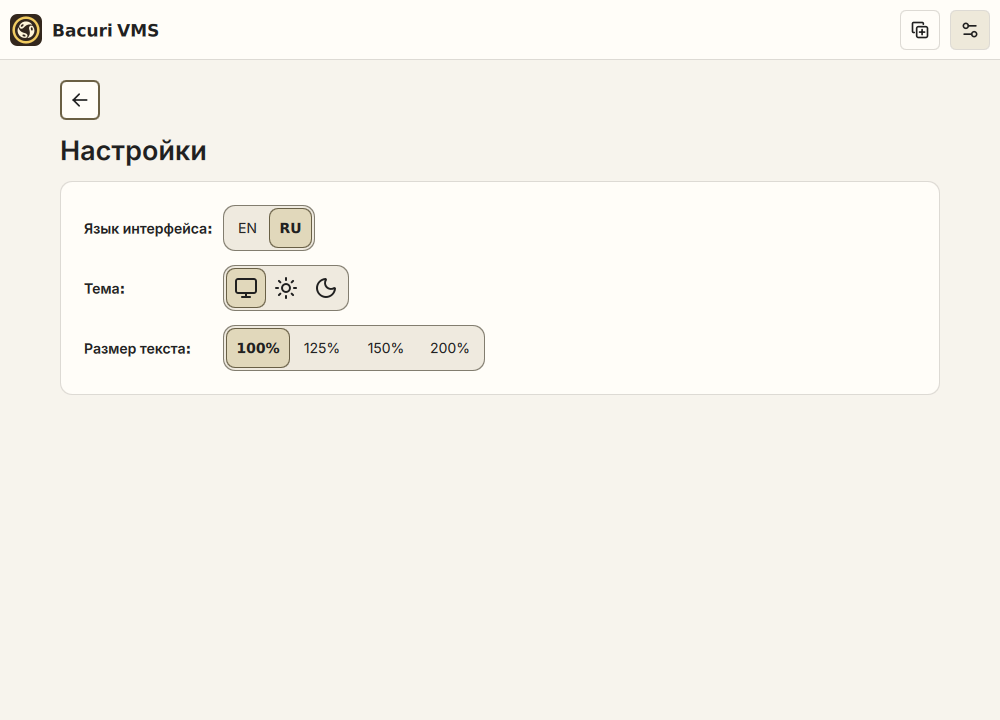 Bacuri VMS
Настройки
Язык интерфейса: EN RU
Тема:
Размер текста: 100% 125% 150% 200%